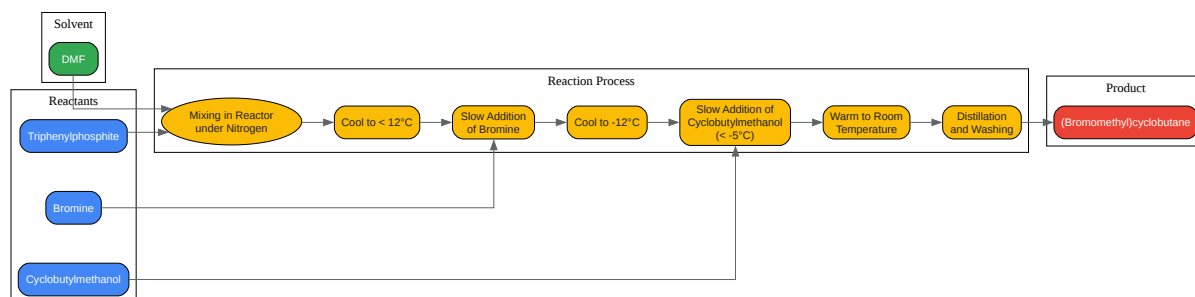 Solvent
DMF
Reactants
Triphenylphosphite
Bromine
Cyclobutylmethanol
Reaction Process
Mixing in Reactor
under Nitrogen
Cool to < 12°C
Slow Addition
of Bromine
Cool to -12°C
Slow Addition of
Cyclobutylmethanol
(< -5°C)
Warm to Room
Temperature
Distillation
and Washing
Product
(Bromomethyl)cyclobutane